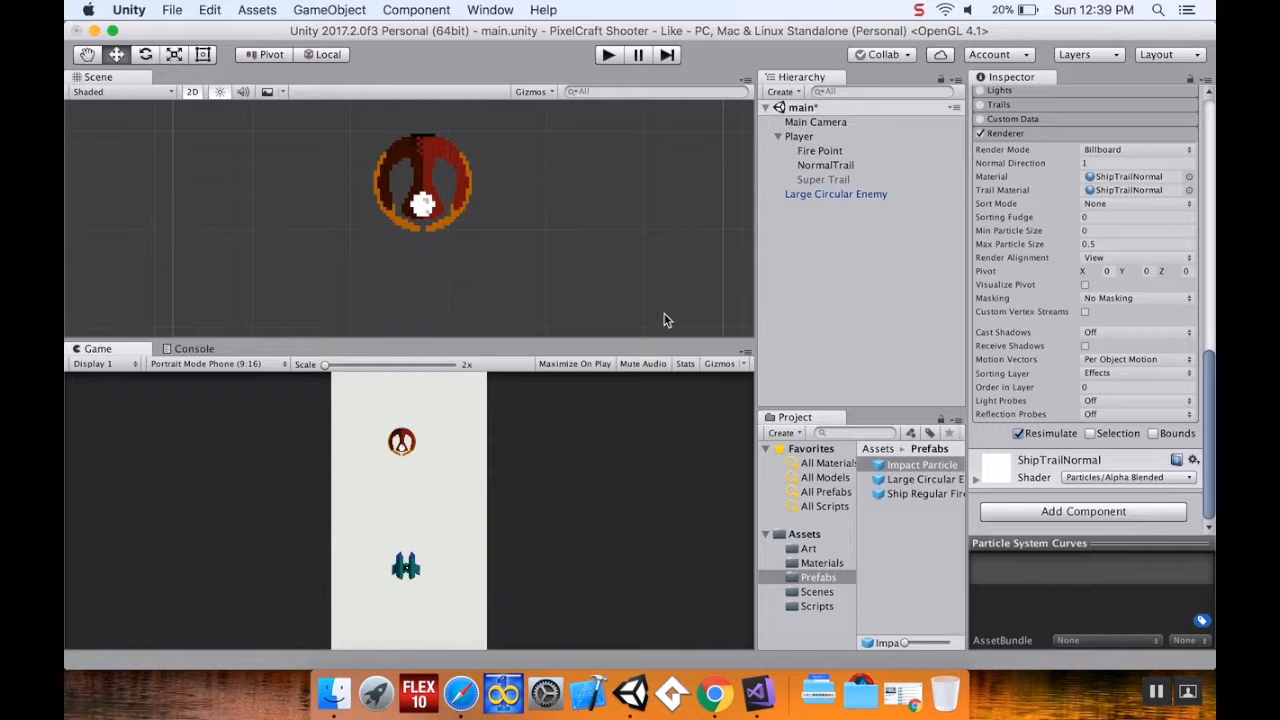 Unity File Edit Assets GameObject Component Window Help S 20% Sun 12:39 PM
Unity 2017.2.0f3 Personal (64bit) - main.unity - PixelCraft Shooter - Like - PC, Mac & Linux Standalone (Personal) <OpenGL 4.1>
Pivot Local Collab Account Layers Layout
Scene
Shaded 2D Gizmos All
Game Console
Display 1 Portrait Mode Phone (9:16) Scale 2x Maximize On Play Mute Audio Stats Gizmos
Hierarchy
Create All
main*
Main Camera
Player
Fire Point
NormalTrail
Super Trail
Large Circular Enemy
Project
Create
Favorites
All Materials
All Models
All Prefabs
All Scripts
Assets
Art
Materials
Prefabs
Scenes
Scripts
Assets Prefabs
Impact Particle
Large Circular E
Ship Regular Fir
Impa
Inspector
Lights
Trails
Custom Data
Renderer
Render Mode Billboard
Normal Direction 1
Material ShipTrailNormal
Trail Material ShipTrailNormal
Sort Mode None
Sorting Fudge 0
Min Particle Size 0
Max Particle Size 0.5
Render Alignment View
Pivot X 0 Y 0 Z 0
Visualize Pivot
Masking No Masking
Custom Vertex Streams
Cast Shadows Off
Receive Shadows
Motion Vectors Per Object Motion
Sorting Layer Effects
Order in Layer 0
Light Probes Off
Reflection Probes Off
Resimulate Selection Bounds
ShipTrailNormal
Shader Particles/Alpha Blended
Add Component
Particle System Curves
AssetBundle None None
FLEX
10